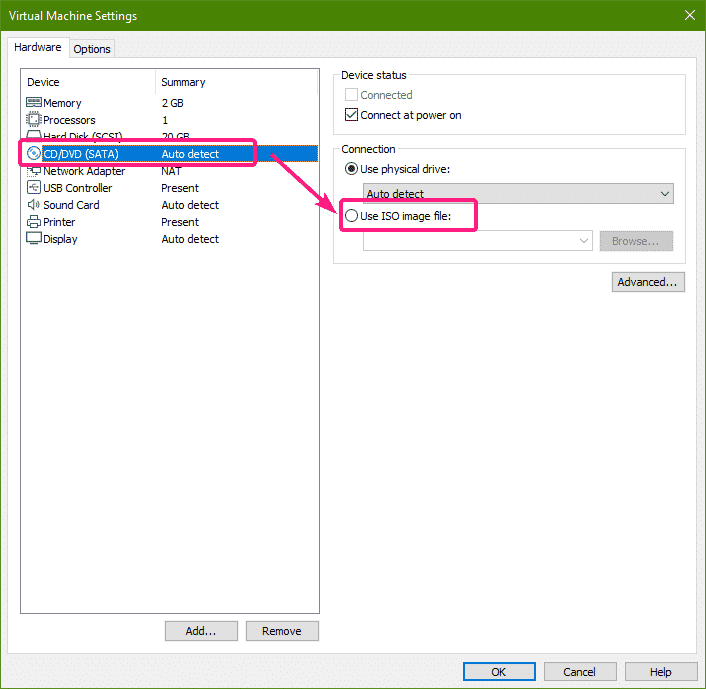 Virtual Machine Settings
Hardware Options
Device Summary
Memory 2 GB
Processors 1
Hard Disk (SCSI) 20 GB
CD/DVD (SATA) Auto detect
Network Adapter NAT
USB Controller Present
Sound Card Auto detect
Printer Present
Display Auto detect
Add... Remove
Device status
Connected
Connect at power on
Connection
Use physical drive:
Auto detect
Use ISO image file:
Browse...
Advanced...
OK Cancel Help